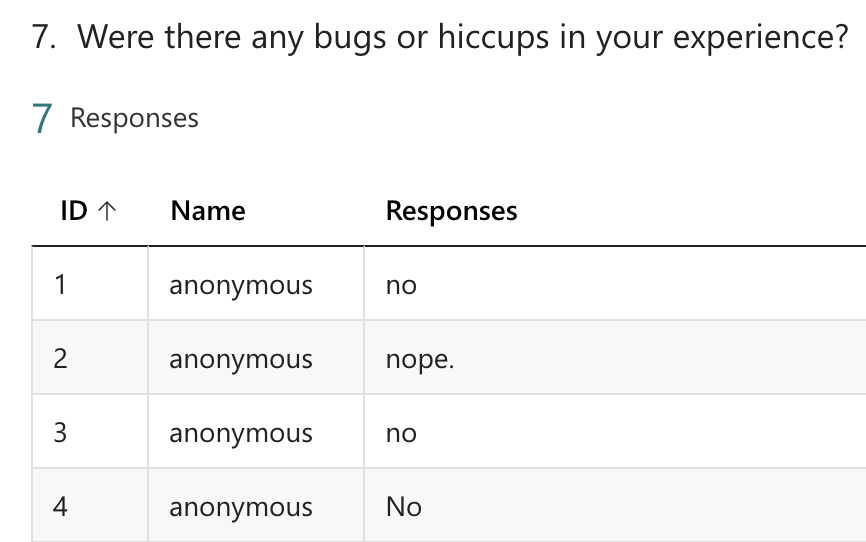 7. Were there any bugs or hiccups in your experience?
7 Responses
ID ↑ Name Responses
1 anonymous no
2 anonymous nope.
3 anonymous no
4 anonymous No